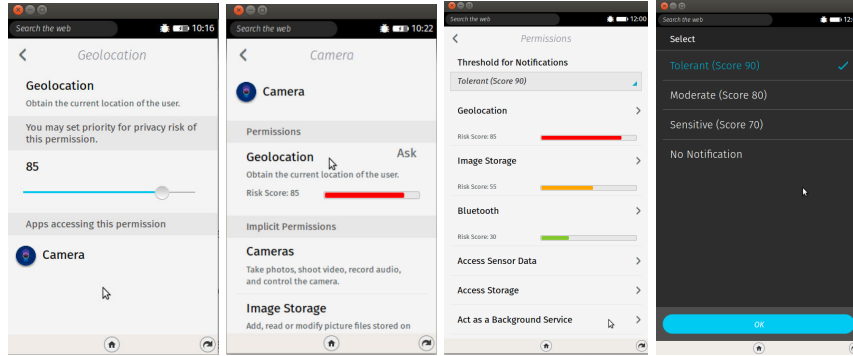 Search the web
10:16
Geolocation
Geolocation
Obtain the current location of the user.
You may set priority for privacy risk of
this permission.
85
Apps accessing this permission
Camera
Search the web
10:22
Camera
Camera
Permissions
Geolocation
Ask
Obtain the current location of the user.
Risk Score: 85
Implicit Permissions
Cameras
Take photos, shoot video, record audio,
and control the camera.
Image Storage
Add, read or modify picture files stored on
Search the web
12:00
Permissions
Threshold for Notifications
Tolerant (Score 90)
Geolocation
Risk Score: 85
Image Storage
Risk Score: 55
Bluetooth
Risk Score: 30
Access Sensor Data
Access Storage
Act as a Background Service
Search the web
Select
Tolerant (Score 90)
Moderate (Score 80)
Sensitive (Score 70)
No Notification
OK